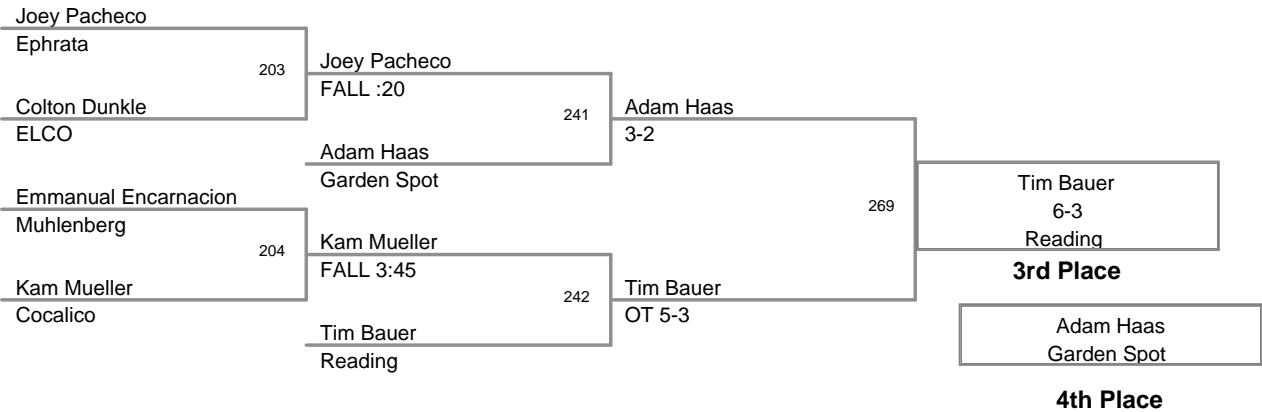 Joey Pacheco
Ephrata
203
Colton Dunkle
ELCO
Emmanual Encarnacion
Muhlenberg
204
Kam Mueller
Cocalico
Joey Pacheco
FALL :20
241
Adam Haas
Garden Spot
Kam Mueller
FALL 3:45
242
Tim Bauer
Reading
Adam Haas
3-2
269
Tim Bauer
OT 5-3
Tim Bauer
6-3
Reading
3rd Place
Adam Haas
Garden Spot
4th Place